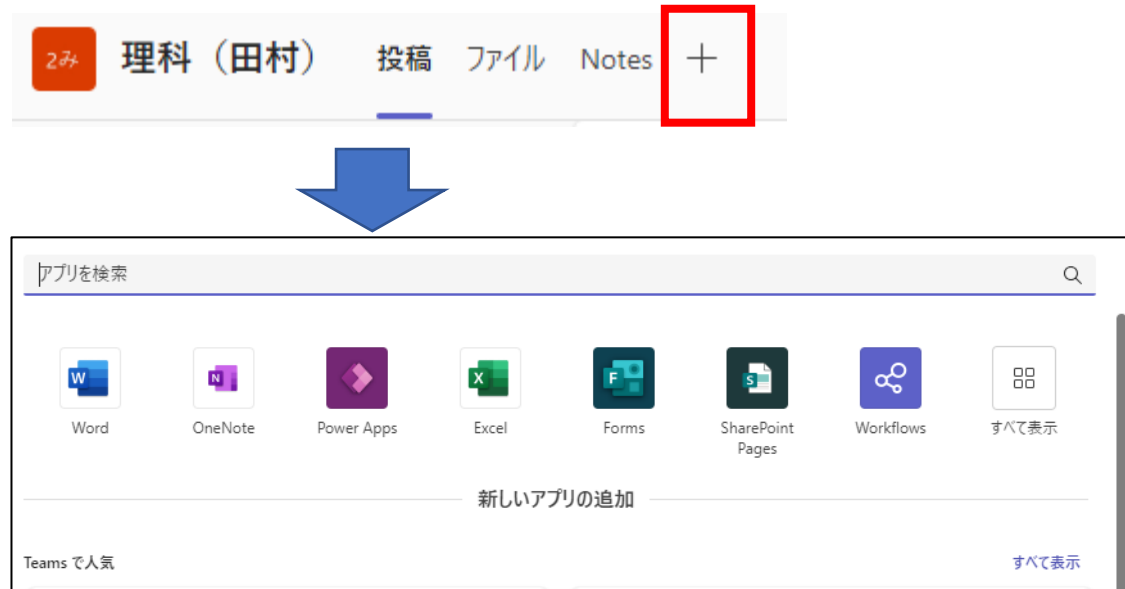 2み 理科（田村） 投稿 ファイル Notes
アプリを検索
W N X F S
Word OneNote Power Apps Excel Forms SharePoint Pages Workflows すべて表示
新しいアプリの追加
Teams で人気 すべて表示